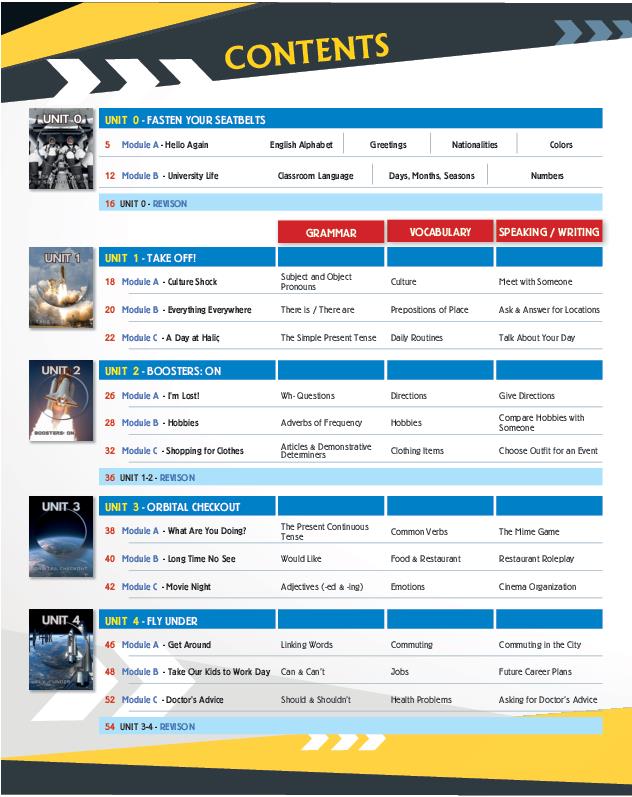 CONTENTS
UNIT 0
UNIT 0 - FASTEN YOUR SEATBELTS
5 Module A - Hello Again English Alphabet Greetings Nationalities Colors
12 Module B - University Life Classroom Language Days, Months, Seasons Numbers
16 UNIT 0 - REVISON
GRAMMAR VOCABULARY SPEAKING / WRITING
UNIT 1
UNIT 1 - TAKE OFF!
18 Module A - Culture Shock Subject and Object Pronouns Culture Meet with Someone
20 Module B - Everything Everywhere There is / There are Prepositions of Place Ask & Answer for Locations
22 Module C - A Day at Haliç The Simple Present Tense Daily Routines Talk About Your Day
UNIT 2
BOOSTERS: ON
UNIT 2 - BOOSTERS: ON
26 Module A - I'm Lost! Wh- Questions Directions Give Directions
28 Module B - Hobbies Adverbs of Frequency Hobbies Compare Hobbies with Someone
32 Module C - Shopping for Clothes Articles & Demonstrative Determiners Clothing Items Choose Outfit for an Event
36 UNIT 1-2 - REVISON
UNIT 3
ORBITAL CHECKOUT
UNIT 3 - ORBITAL CHECKOUT
38 Module A - What Are You Doing? The Present Continuous Tense Common Verbs The Mime Game
40 Module B - Long Time No See Would Like Food & Restaurant Restaurant Roleplay
42 Module C - Movie Night Adjectives (-ed & -ing) Emotions Cinema Organization
UNIT 4
FLY UNDER
UNIT 4 - FLY UNDER
46 Module A - Get Around Linking Words Commuting Commuting in the City
48 Module B - Take Our Kids to Work Day Can & Can't Jobs Future Career Plans
52 Module C - Doctor's Advice Should & Shouldn't Health Problems Asking for Doctor's Advice
54 UNIT 3-4 - REVISON